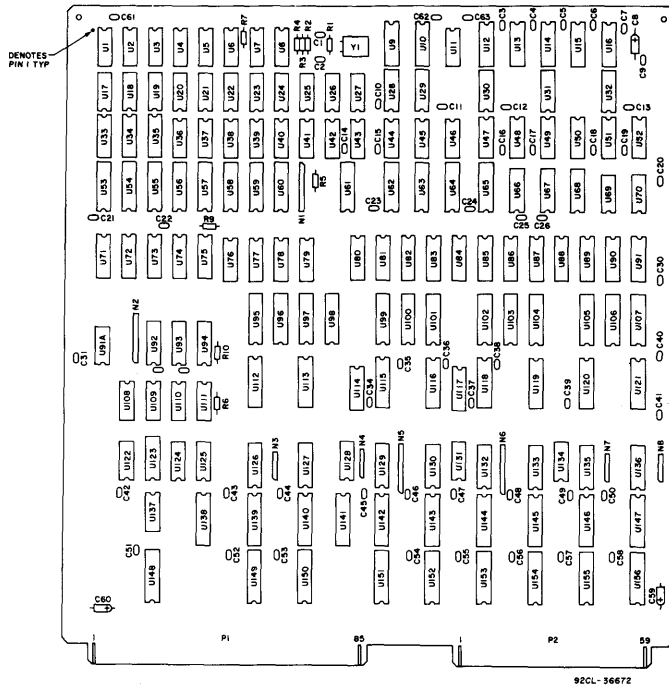 C61 R7 R4 R2 R1 C62 C63 C3 C4 C5 C6 C7 C8
DENOTES
PIN 1 TYP
U1 U2 U3 U4 U5 U6 U7 U8 C1 Y1 U9 U10 U11 U12 U13 U14 U15 U16
R3 C2 C9
U17 U18 U19 U20 U21 U22 U23 U24 U25 U26 U27 C10 U28 U29 C11 U30 C12 U31 U32 C13
U33 U34 U35 U36 U37 U38 U39 U40 U41 U42 C14 U43 C15 U44 U45 U46 U47 C16 U48 C17 U49 U50 C18 U51 C19 U52
U53 U54 U55 U56 U57 U58 U59 U60 N1 R5 U61 U62 U63 U64 U65 U66 U67 U68 U69 U70 C20
C21 C22 R9 C23 C24 C25 C26
U71 U72 U73 U74 U75 U76 U77 U78 U79 U80 U81 U82 U83 U84 U85 U86 U87 U88 U89 U90 U91 C30
N2 U95 U96 U97 U98 U99 U100 U101 U102 U103 U104 U105 U106 U107
C31 U91A U92 U93 U94 R10 C35 C36 C38 C40
U112 U113 U114 C34 U115 U116 U117 C37 U118 U119 C39 U120 U121 C41
U108 U109 U110 U111 R6
N3 N4 N5 N6 N7 N8
U122 U123 U124 U125 U126 U127 U128 U129 U130 U131 U132 U133 U134 U135 U136
C42 C43 C44 C45 C46 C47 C48 C49 C50
U137 U138 U139 U140 U141 U142 U143 U144 U145 U146 U147
C51 C52 C53 C54 C55 C56 C57 C58
U148 U149 U150 U151 U152 U153 U154 U155 U156
C60 C59
1 P1 85 1 P2 59
92CL-36672